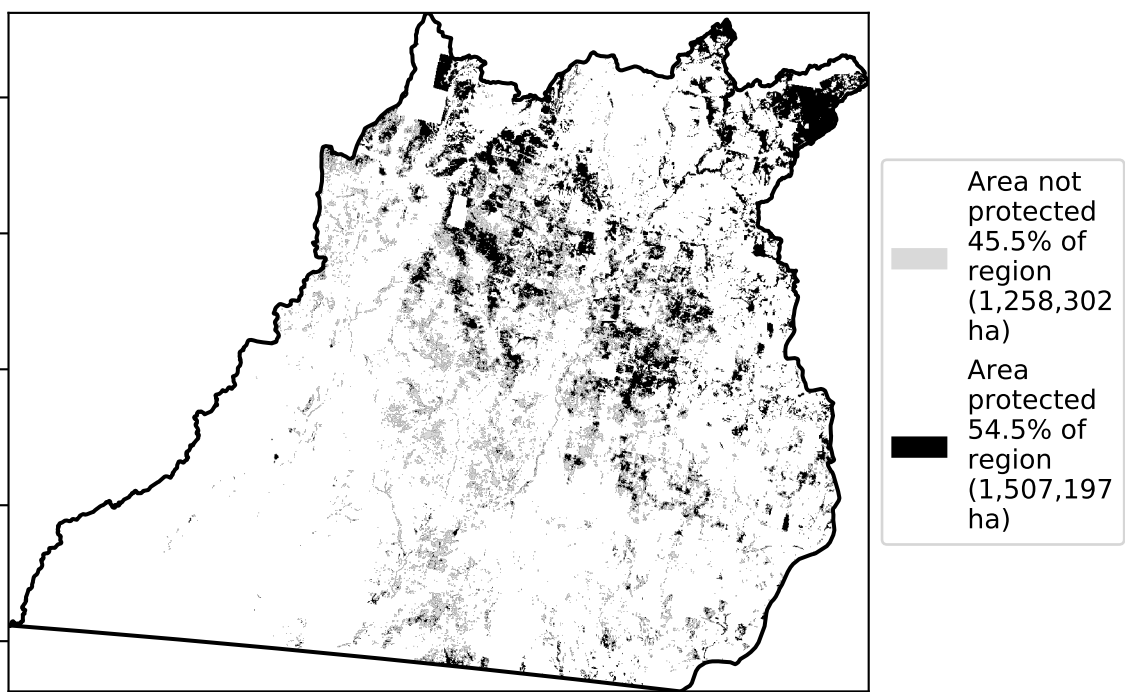 Area not
protected
45.5% of
region
(1,258,302
ha)
Area
protected
54.5% of
region
(1,507,197
ha)